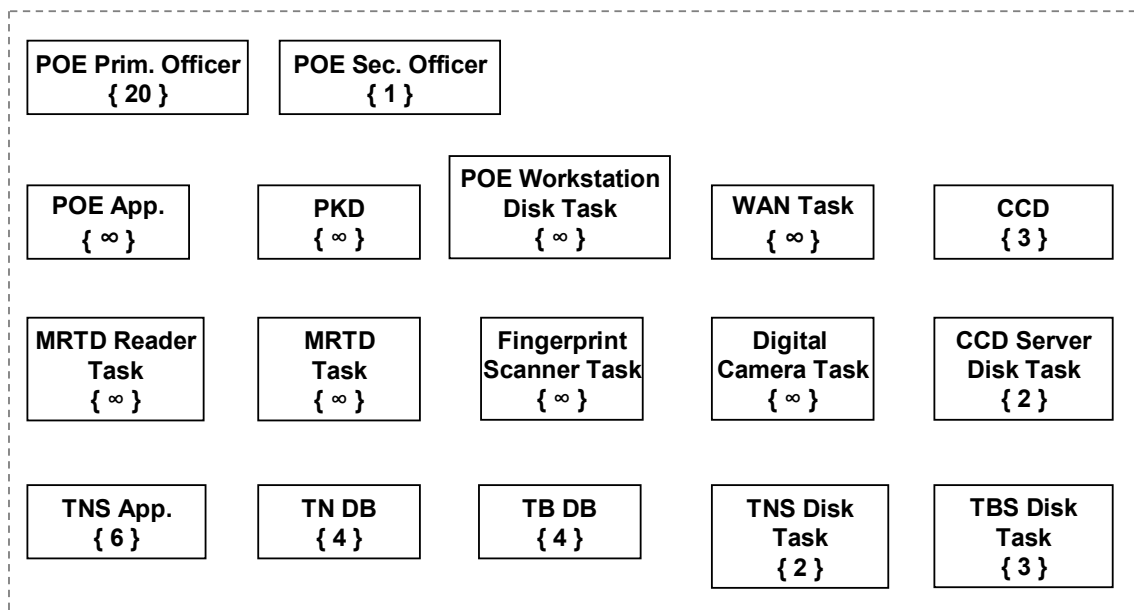 POE Prim. Officer
{ 20 }
POE Sec. Officer
{ 1 }
POE App.
{ ∞ }
PKD
{ ∞ }
POE Workstation
Disk Task
{ ∞ }
WAN Task
{ ∞ }
CCD
{ 3 }
MRTD Reader
Task
{ ∞ }
MRTD
Task
{ ∞ }
Fingerprint
Scanner Task
{ ∞ }
Digital
Camera Task
{ ∞ }
CCD Server
Disk Task
{ 2 }
TNS App.
{ 6 }
TN DB
{ 4 }
TB DB
{ 4 }
TNS Disk
Task
{ 2 }
TBS Disk
Task
{ 3 }